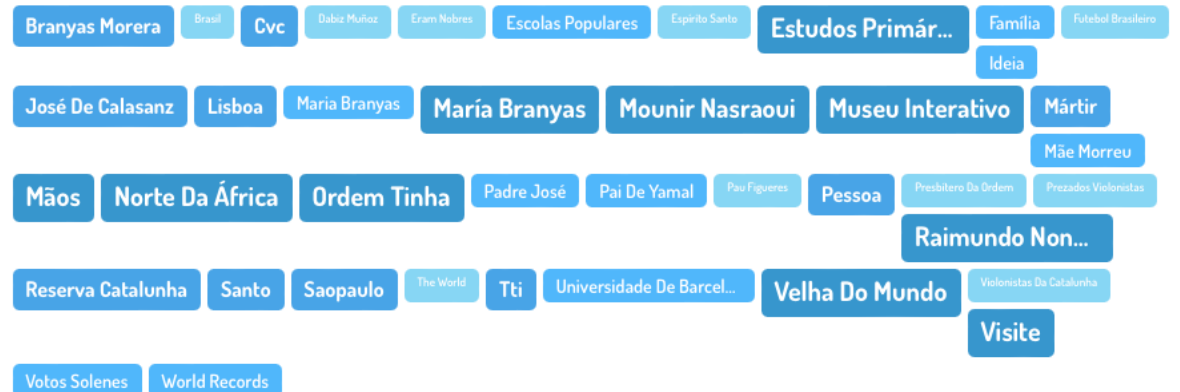 Branyas Morera Brasil Cvc Dabiz Muñoz Eram Nobres Escolas Populares Espírito Santo Estudos Primár... Família Futebol Brasileiro
Ideia
José De Calasanz Lisboa Maria Branyas María Branyas Mounir Nasraoui Museu Interativo Mártir
Mãe Morreu
Mãos Norte Da África Ordem Tinha Padre José Pai De Yamal Pau Figueres Pessoa Presbítero Da Ordem Prezados Violonistas
Raimundo Non...
Reserva Catalunha Santo Saopaulo The World Tti Universidade De Barcel... Velha Do Mundo Violonistas Da Catalunha
Visite
Votos Solenes World Records